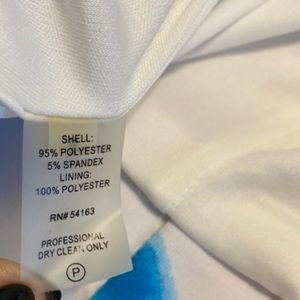 SHELL:
95% POLYESTER
5% SPANDEX
LINING:
100% POLYESTER
RN# 54163
PROFESSIONAL
DRY CLEAN ONLY
P